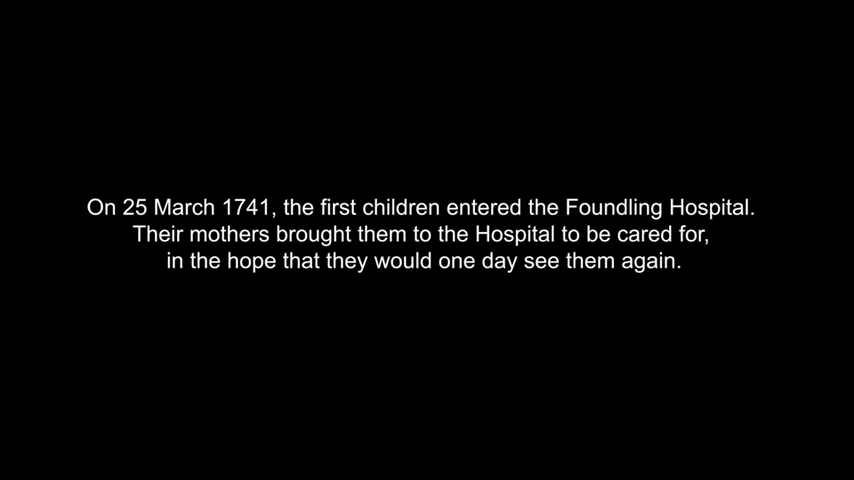 On 25 March 1741, the first children entered the Foundling Hospital.
Their mothers brought them to the Hospital to be cared for,
in the hope that they would one day see them again.